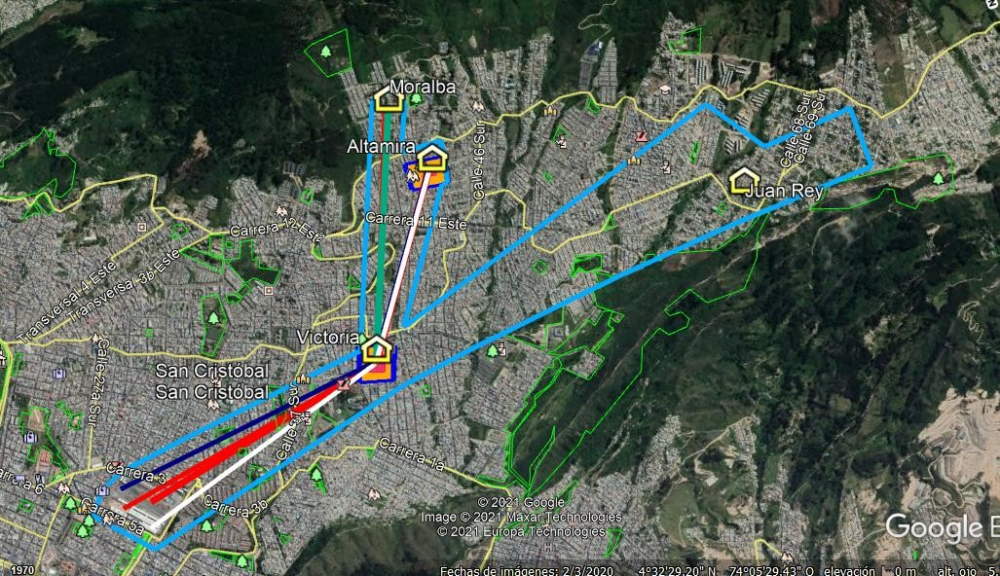 Moralba
Altamira
Calle 46 Sur
Calle 68 Sur
Calle 69 Sur
Juan Rey
Carrera 11 Este
Carrera 12 Est
Transversal 4 Este
Transversal 3b Este
Victoria
San Cristóbal
San Cristóbal
Calle 27a Sur
Calle 37 Sur
Carrera 1a
Carrera 3
Carrera 6
Carrera 5a
Carrera 3b
© 2021 Google
Image © 2021 Maxar Technologies
© 2021 Europa Technologies
Google E
1970
Fechas de imágenes: 2/3/2020 4°32'29.20" N 74°05'29.43" O elevación 0 m alt. ojo 5.